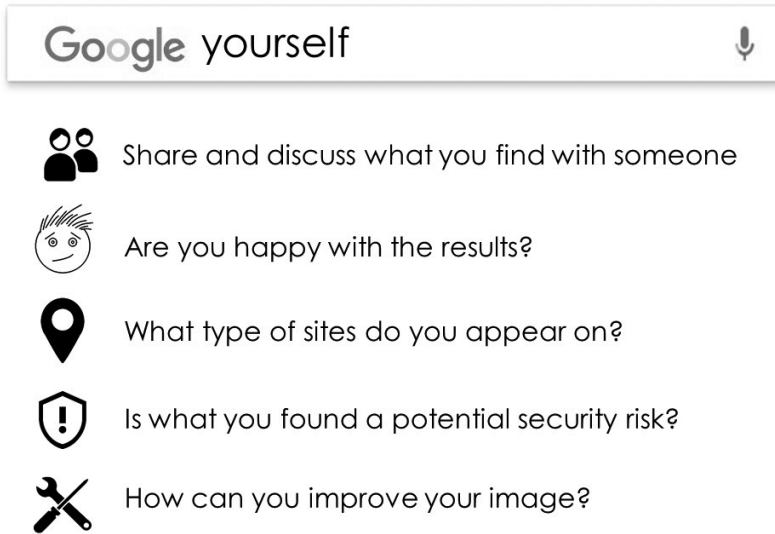 Google yourself
Share and discuss what you find with someone
Are you happy with the results?
What type of sites do you appear on?
Is what you found a potential security risk?
How can you improve your image?